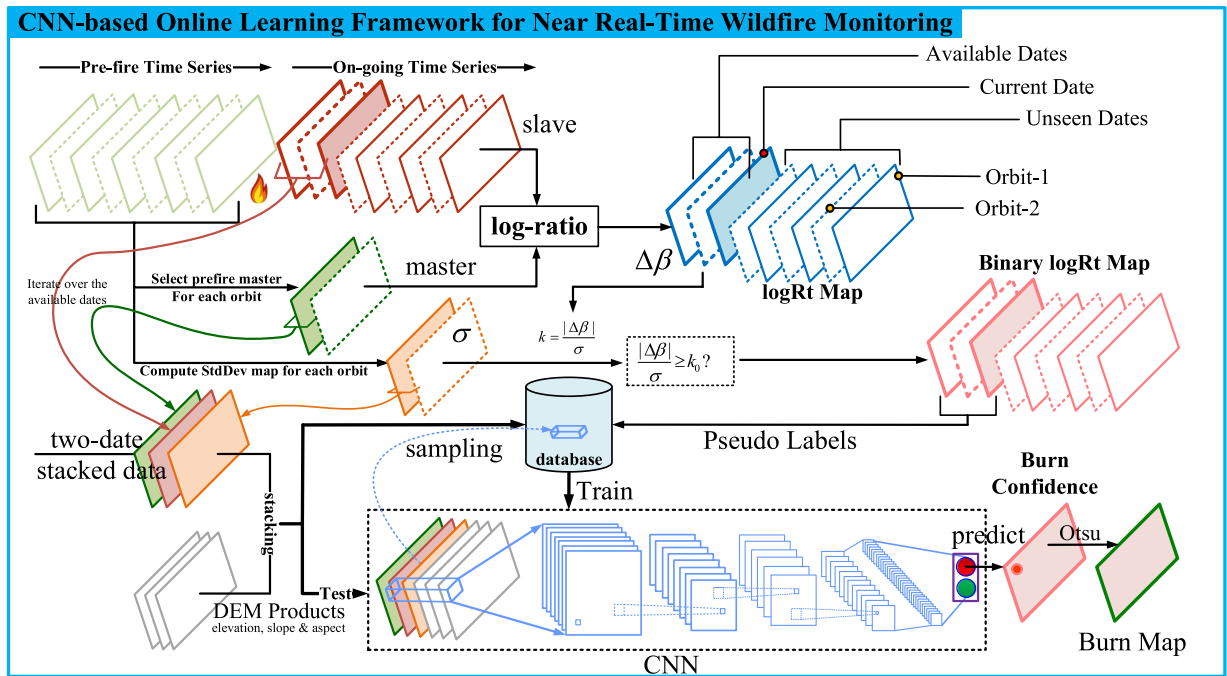 CNN-based Online Learning Framework for Near Real-Time Wildfire Monitoring
Pre-fire Time Series
On-going Time Series
Available Dates
Current Date
Unseen Dates
slave
Orbit-1
Orbit-2
log-ratio
Δβ
logRt Map
Binary logRt Map
Iterate over the
available dates
Select prefire master
For each orbit
master
σ
k = |Δβ| / σ
|Δβ| / σ ≥ k₀?
Compute StdDev map for each orbit
two-date
stacked data
sampling
database
Pseudo Labels
Train
Burn
Confidence
stacking
predict
Otsu
Test
DEM Products
elevation, slope & aspect
CNN
Burn Map